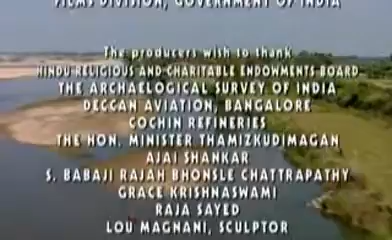 FILMS DIVISION, GOVERNMENT OF INDIA
The producers wish to thank
HINDU RELIGIOUS AND CHARITABLE ENDOWMENTS BOARD
THE ARCHAELOGICAL SURVEY OF INDIA
DECCAN AVIATION, BANGALORE
COCHIN REFINERIES
THE HON. MINISTER THAMIZKUDIMAGAN
AJAI SHANKAR
S. BABAJI RAJAH BHONSLE CHATTRAPATHY
GRACE KRISHNASWAMI
RAJA SAYED
LOU MAGNANI, SCULPTOR